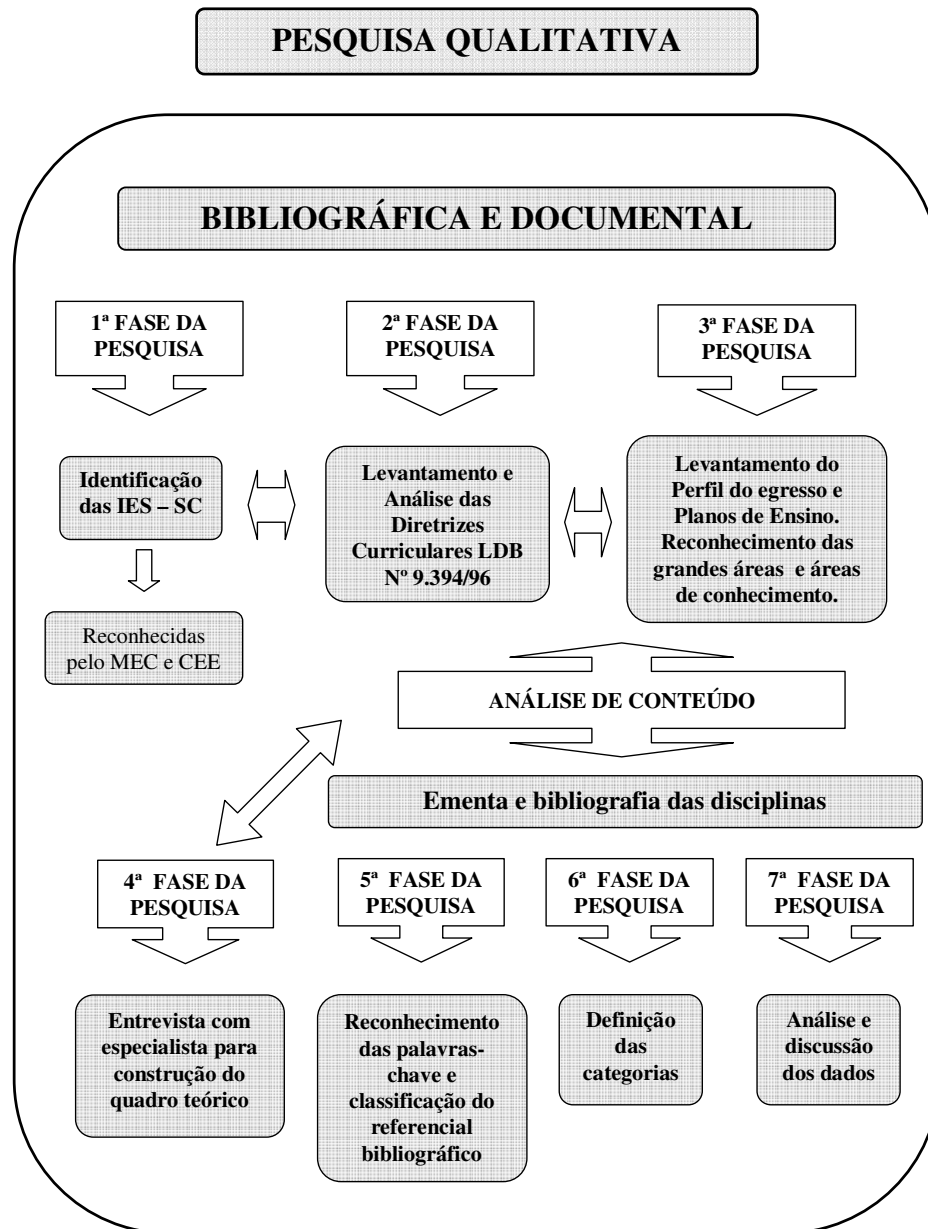 PESQUISA QUALITATIVA
BIBLIOGRÁFICA E DOCUMENTAL
1ª FASE DA
PESQUISA
2ª FASE DA
PESQUISA
3ª FASE DA
PESQUISA
Identificação
das IES – SC
Levantamento e
Análise das
Diretrizes
Curriculares LDB
Nº 9.394/96
Levantamento do
Perfil do egresso e
Planos de Ensino.
Reconhecimento das
grandes áreas e áreas
de conhecimento.
Reconhecidas
pelo MEC e CEE
ANÁLISE DE CONTEÚDO
Ementa e bibliografia das disciplinas
4ª FASE DA
PESQUISA
5ª FASE DA
PESQUISA
6ª FASE DA
PESQUISA
7ª FASE DA
PESQUISA
Entrevista com
especialista para
construção do
quadro teórico
Reconhecimento
das palavras-
chave e
classificação do
referencial
bibliográfico
Definição
das
categorias
Análise e
discussão
dos dados